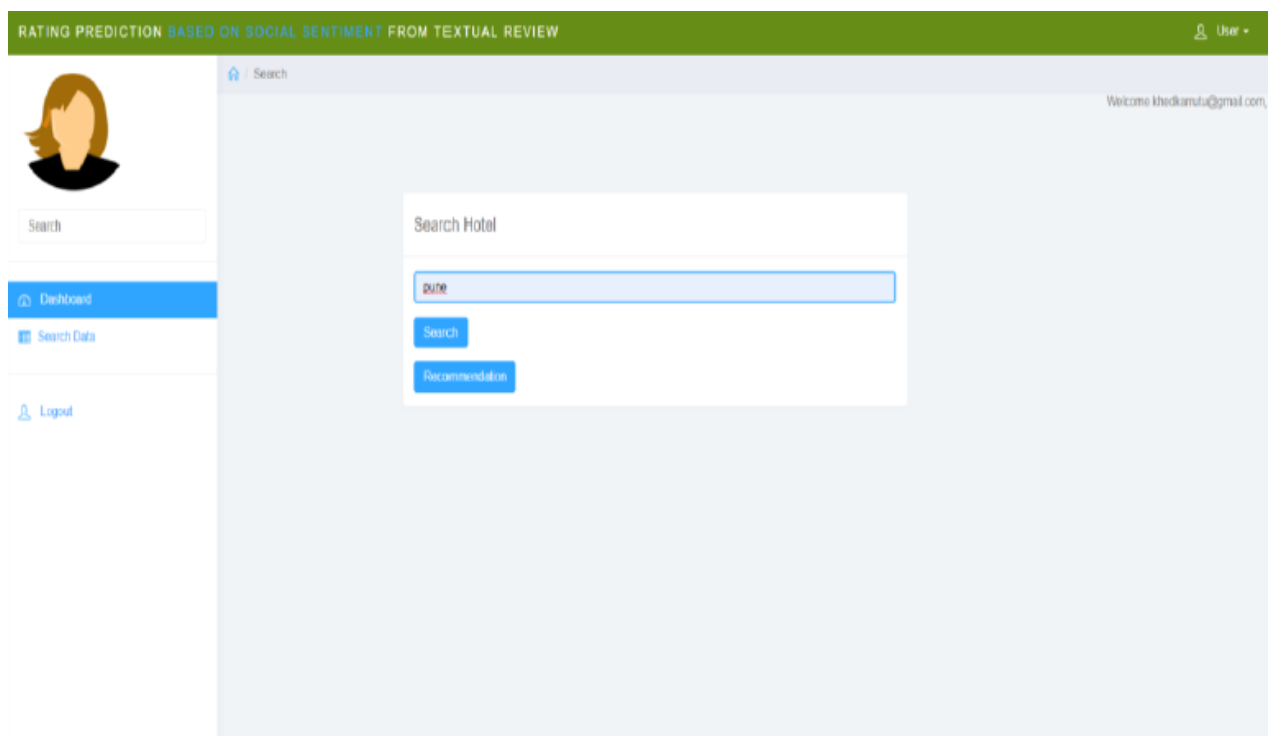 RATING PREDICTION BASED ON SOCIAL SENTIMENT FROM TEXTUAL REVIEW
User
/ Search
Welcome khedkarrutu@gmail.com,
Search
Search Hotel
pune
Dashboard
Search
Search Data
Recommendation
Logout